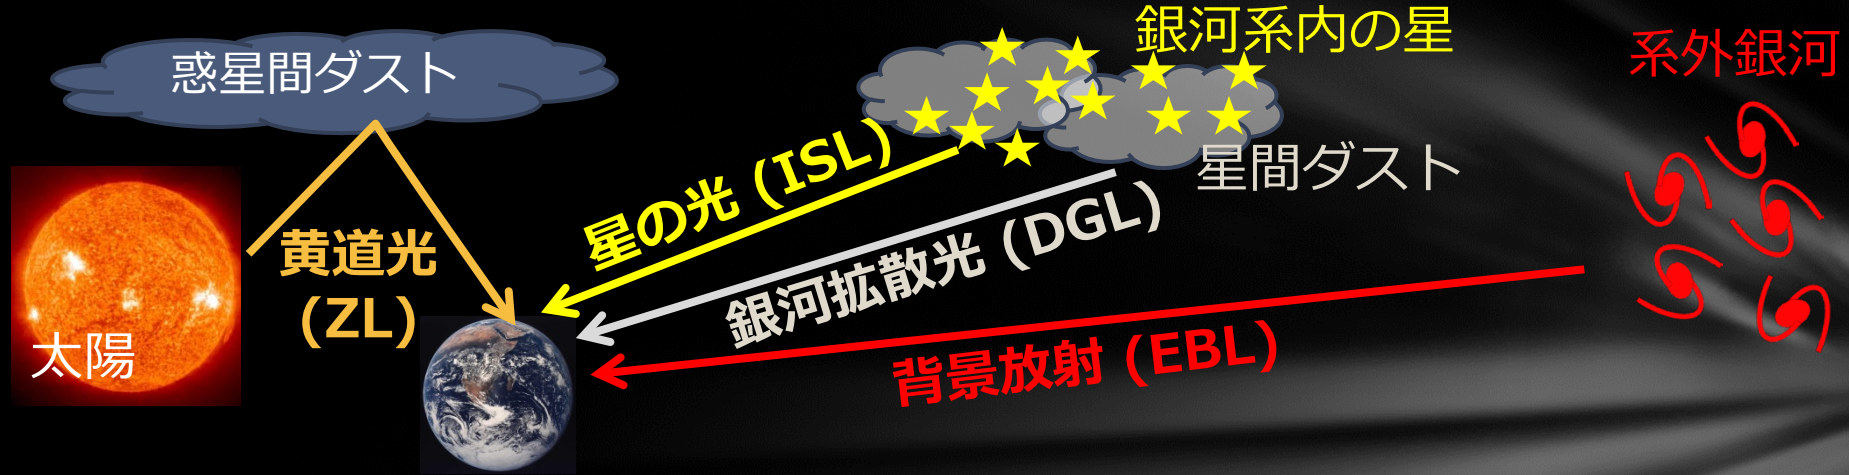 惑星間ダスト
銀河系内の星
系外銀河
星の光 (ISL)
星間ダスト
黄道光
(ZL)
銀河拡散光 (DGL)
太陽
背景放射 (EBL)